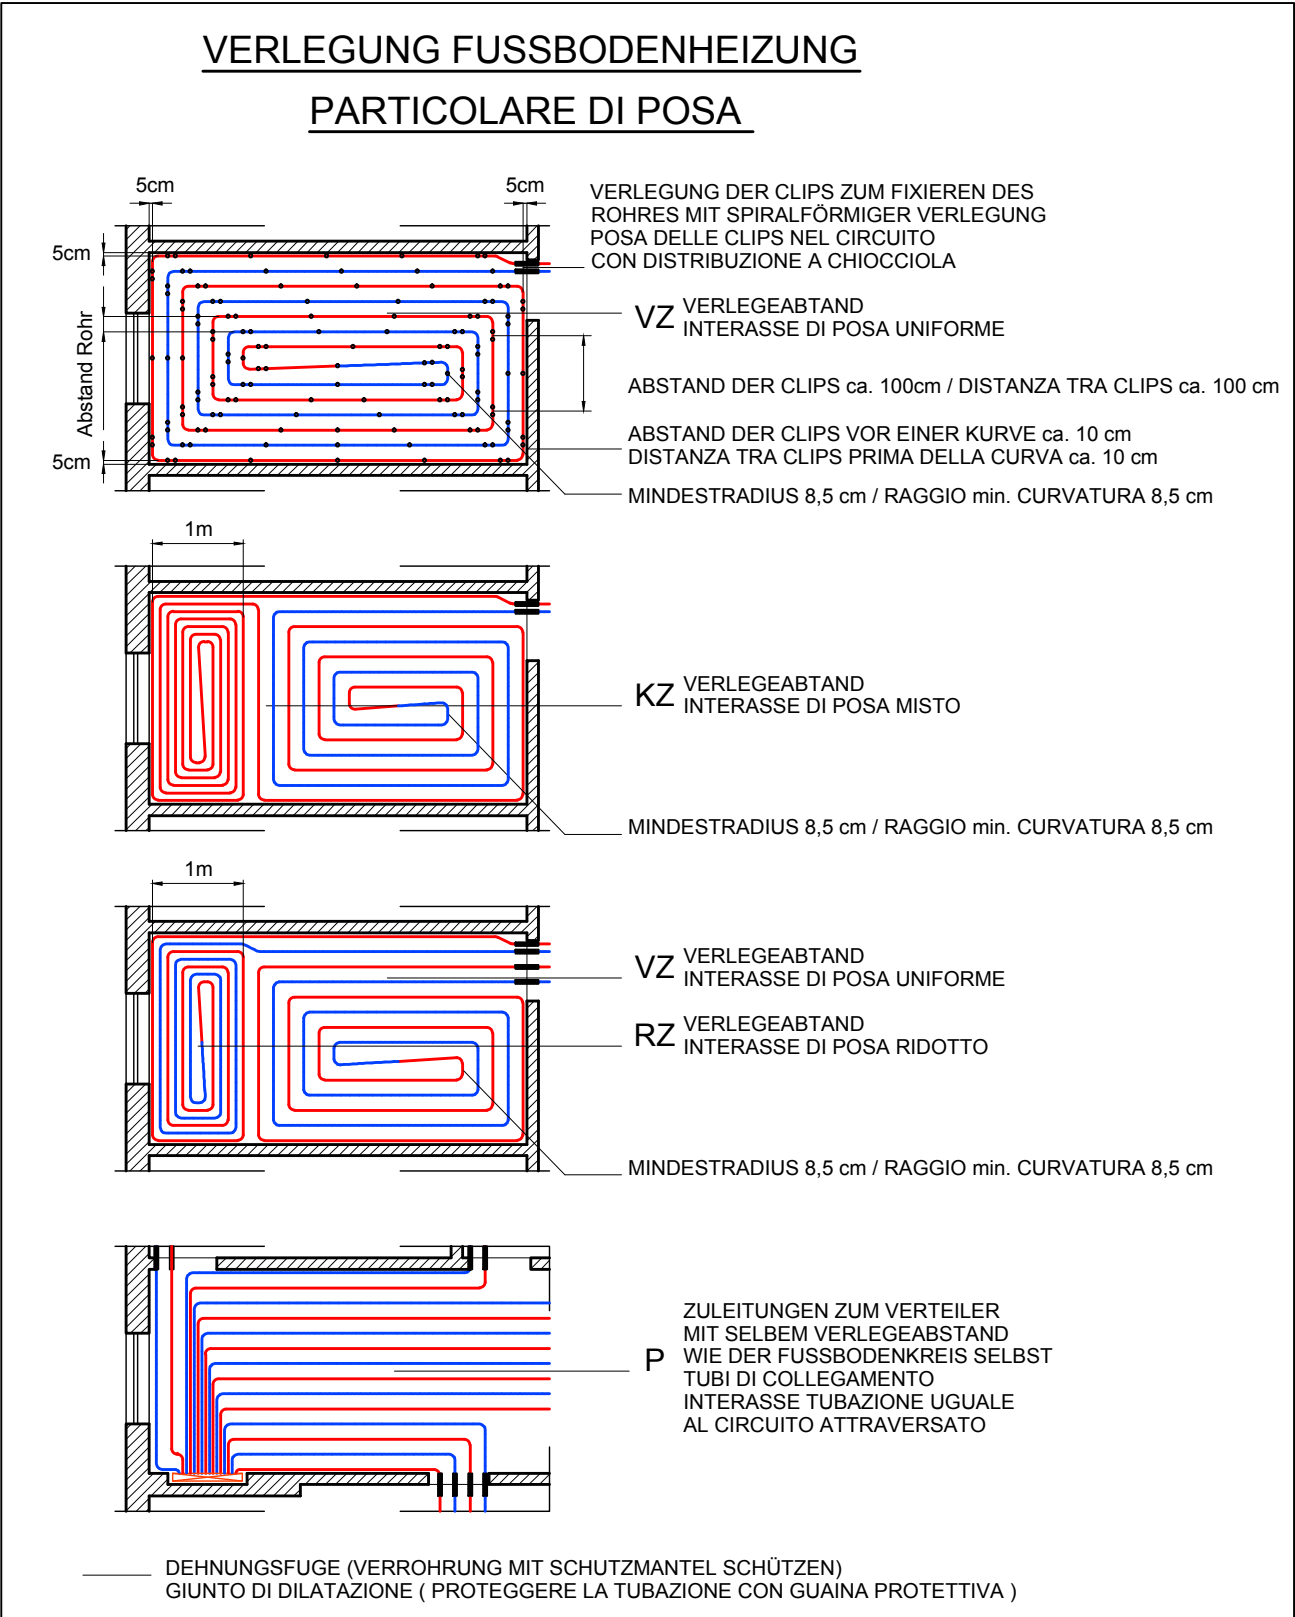 VERLEGUNG FUSSBODENHEIZUNG
PARTICOLARE DI POSA
5cm
5cm
5cm
Abstand Rohr
5cm
VERLEGUNG DER CLIPS ZUM FIXIEREN DES
ROHRES MIT SPIRALFÖRMIGER VERLEGUNG
POSA DELLE CLIPS NEL CIRCUITO
CON DISTRIBUZIONE A CHIOCCIOLA
VZ VERLEGEABTAND
INTERASSE DI POSA UNIFORME
ABSTAND DER CLIPS ca. 100cm / DISTANZA TRA CLIPS ca. 100 cm
ABSTAND DER CLIPS VOR EINER KURVE ca. 10 cm
DISTANZA TRA CLIPS PRIMA DELLA CURVA ca. 10 cm
MINDESTRADIUS 8,5 cm / RAGGIO min. CURVATURA 8,5 cm
1m
KZ VERLEGEABTAND
INTERASSE DI POSA MISTO
MINDESTRADIUS 8,5 cm / RAGGIO min. CURVATURA 8,5 cm
1m
VZ VERLEGEABTAND
INTERASSE DI POSA UNIFORME
RZ VERLEGEABTAND
INTERASSE DI POSA RIDOTTO
MINDESTRADIUS 8,5 cm / RAGGIO min. CURVATURA 8,5 cm
ZULEITUNGEN ZUM VERTEILER
MIT SELBEM VERLEGEABSTAND
P WIE DER FUSSBODENKREIS SELBST
TUBI DI COLLEGAMENTO
INTERASSE TUBAZIONE UGUALE
AL CIRCUITO ATTRAVERSATO
DEHNUNGSFUGE (VERROHRUNG MIT SCHUTZMANTEL SCHÜTZEN)
GIUNTO DI DILATAZIONE ( PROTEGGERE LA TUBAZIONE CON GUAINA PROTETTIVA )